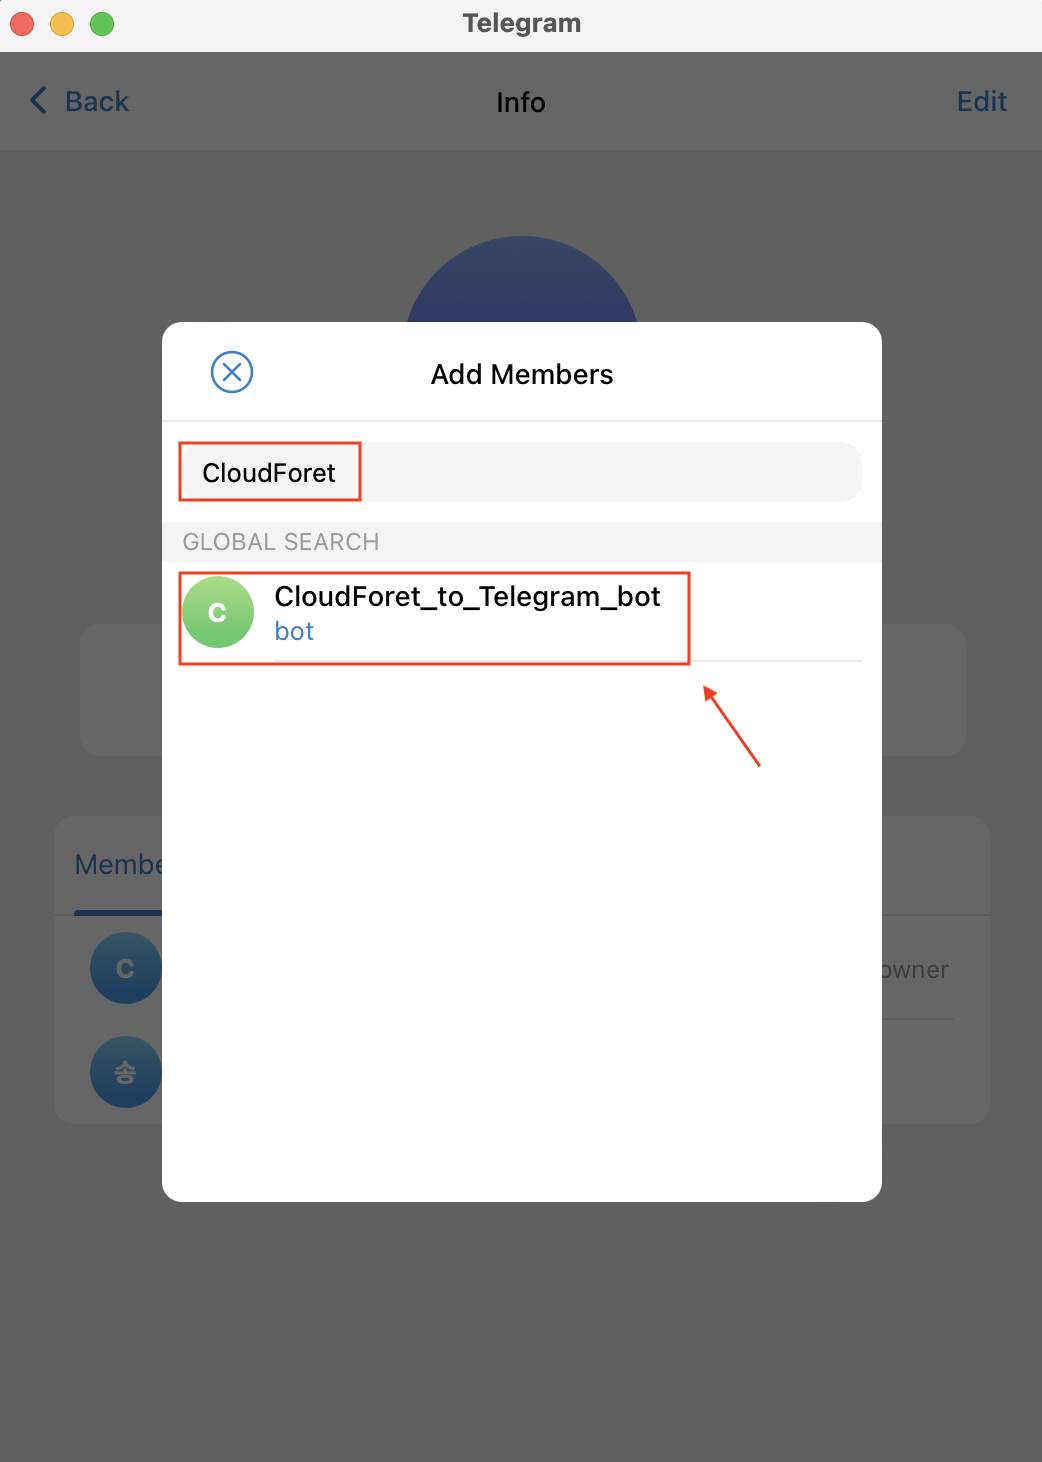 Telegram
Back
Info
Edit
Add Members
CloudForet
GLOBAL SEARCH
C
CloudForet_to_Telegram_bot
bot
Membe
C
owner
송